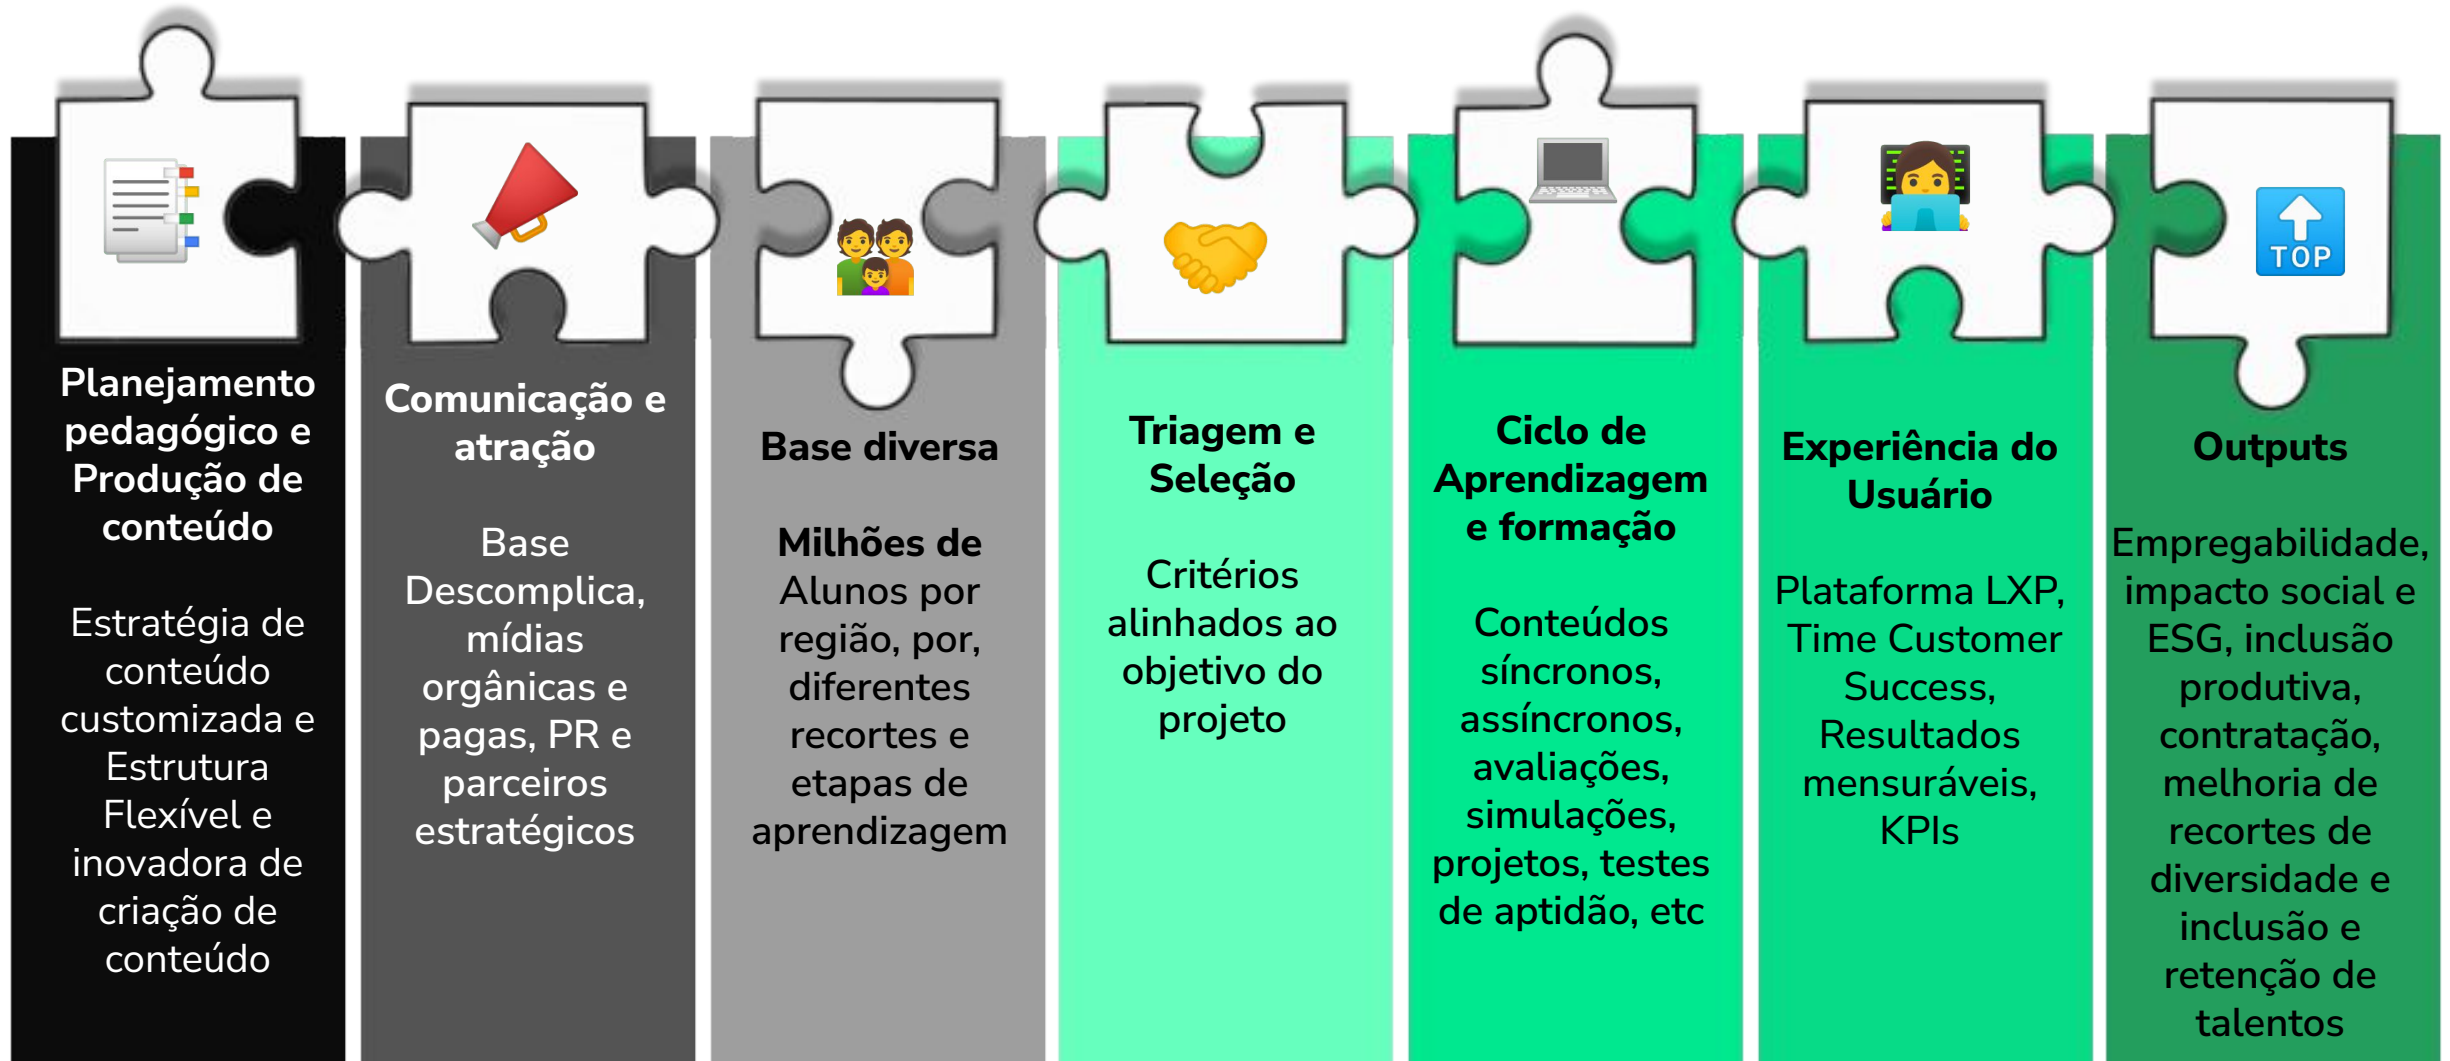 TOP
Planejamento
pedagógico e
Produção de
conteúdo
Estratégia de
conteúdo
customizada e
Estrutura
Flexível e
inovadora de
criação de
conteúdo
Comunicação e
atração
Base
Descomplica,
mídias
orgânicas e
pagas, PR e
parceiros
estratégicos
Base diversa
Milhões de
Alunos por
região, por,
diferentes
recortes e
etapas de
aprendizagem
Triagem e
Seleção
Critérios
alinhados ao
objetivo do
projeto
Ciclo de
Aprendizagem
e formação
Conteúdos
síncronos,
assíncronos,
avaliações,
simulações,
projetos, testes
de aptidão, etc
Experiência do
Usuário
Plataforma LXP,
Time Customer
Success,
Resultados
mensuráveis,
KPIs
Outputs
Empregabilidade,
impacto social e
ESG, inclusão
produtiva,
contratação,
melhoria de
recortes de
diversidade e
inclusão e
retenção de
talentos